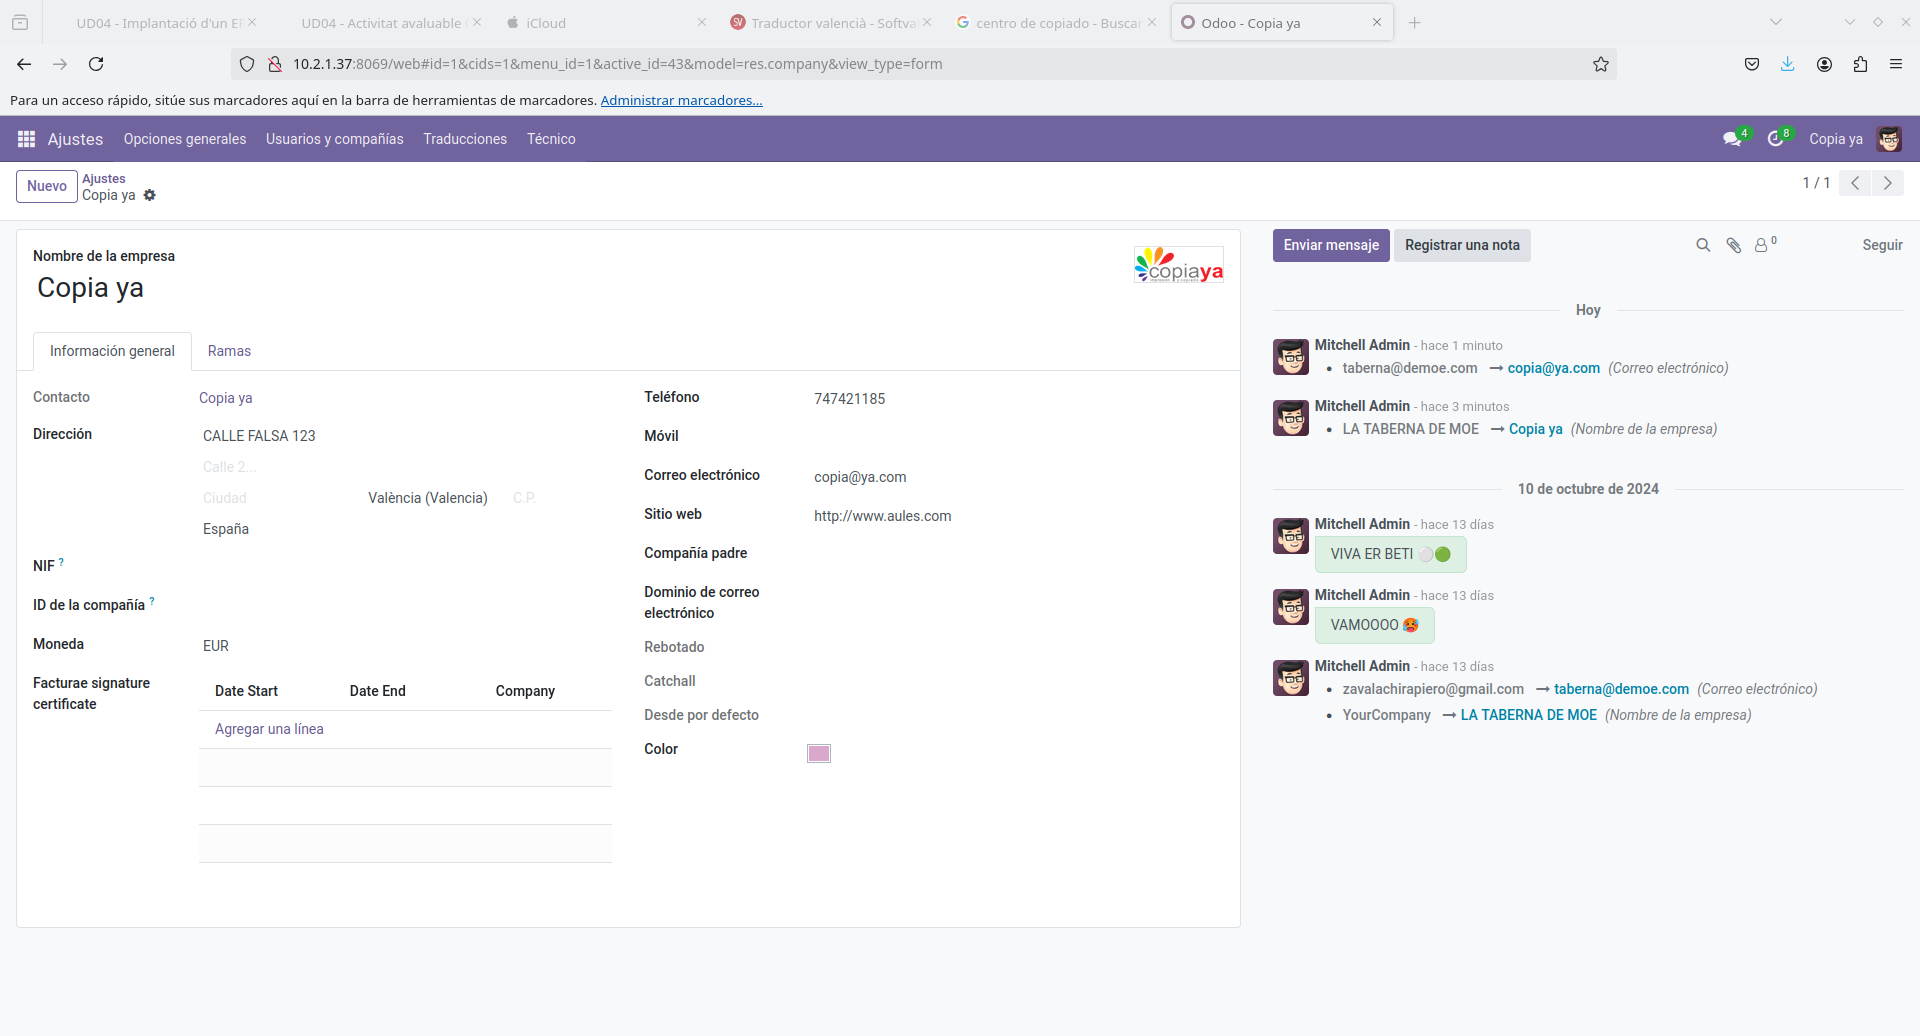 UD04 - Implantació d'un E
UD04 - Activitat avaluable
iCloud
Traductor valencià - Softva
centro de copiado - Buscar
Odoo - Copia ya
10.2.1.37:8069/web#id=1&cids=1&menu_id=1&active_id=43&model=res.company&view_type=form
Para un acceso rápido, sitúe sus marcadores aquí en la barra de herramientas de marcadores. Administrar marcadores...
Ajustes Opciones generales Usuarios y compañías Traducciones Técnico
4 8 Copia ya
Nuevo
Ajustes
Copia ya
1 / 1
Nombre de la empresa
Copia ya
copiaya
Información general
Ramas
Contacto Copia ya
Dirección CALLE FALSA 123
Calle 2...
Ciudad València (Valencia) C.P.
España
NIF ?
ID de la compañía ?
Moneda EUR
Facturae signature
certificate
Date Start Date End Company
Agregar una línea
Teléfono 747421185
Móvil
Correo electrónico copia@ya.com
Sitio web http://www.aules.com
Compañía padre
Dominio de correo
electrónico
Rebotado
Catchall
Desde por defecto
Color
Enviar mensaje
Registrar una nota
0
Seguir
Hoy
Mitchell Admin - hace 1 minuto
• taberna@demoe.com → copia@ya.com (Correo electrónico)
Mitchell Admin - hace 3 minutos
• LA TABERNA DE MOE → Copia ya (Nombre de la empresa)
10 de octubre de 2024
Mitchell Admin - hace 13 días
VIVA ER BETI ⚪🟢
Mitchell Admin - hace 13 días
VAMOOOO 🥵
Mitchell Admin - hace 13 días
• zavalachirapiero@gmail.com → taberna@demoe.com (Correo electrónico)
• YourCompany → LA TABERNA DE MOE (Nombre de la empresa)